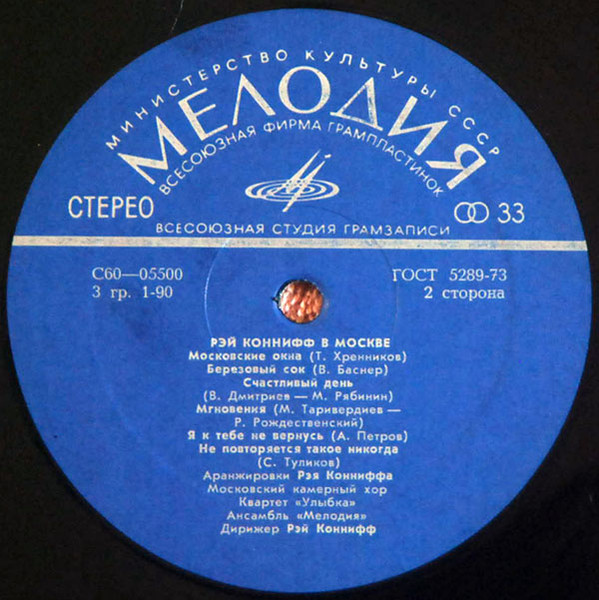 МИНИСТЕРСТВО КУЛЬТУРЫ СССР
МЕЛОДИЯ
ВСЕСОЮЗНАЯ ФИРМА ГРАМПЛАСТИНОК
СТЕРЕО
33
ВСЕСОЮЗНАЯ СТУДИЯ ГРАМЗАПИСИ
С60—05500
ГОСТ 5289-73
3 гр. 1-90
2 сторона
РЭЙ КОННИФФ В МОСКВЕ
Московские окна (Т. Хренников)
Березовый сок (В. Баснер)
Счастливый день
(В. Дмитриев — М. Рябинин)
Мгновения (М. Таривердиев —
Р. Рождественский)
Я к тебе не вернусь (А. Петров)
Не повторяется такое никогда
(С. Туликов)
Аранжировки Рэя Конниффа
Московский камерный хор
Квартет «Улыбка»
Ансамбль «Мелодия»
Дирижер Рэй Коннифф